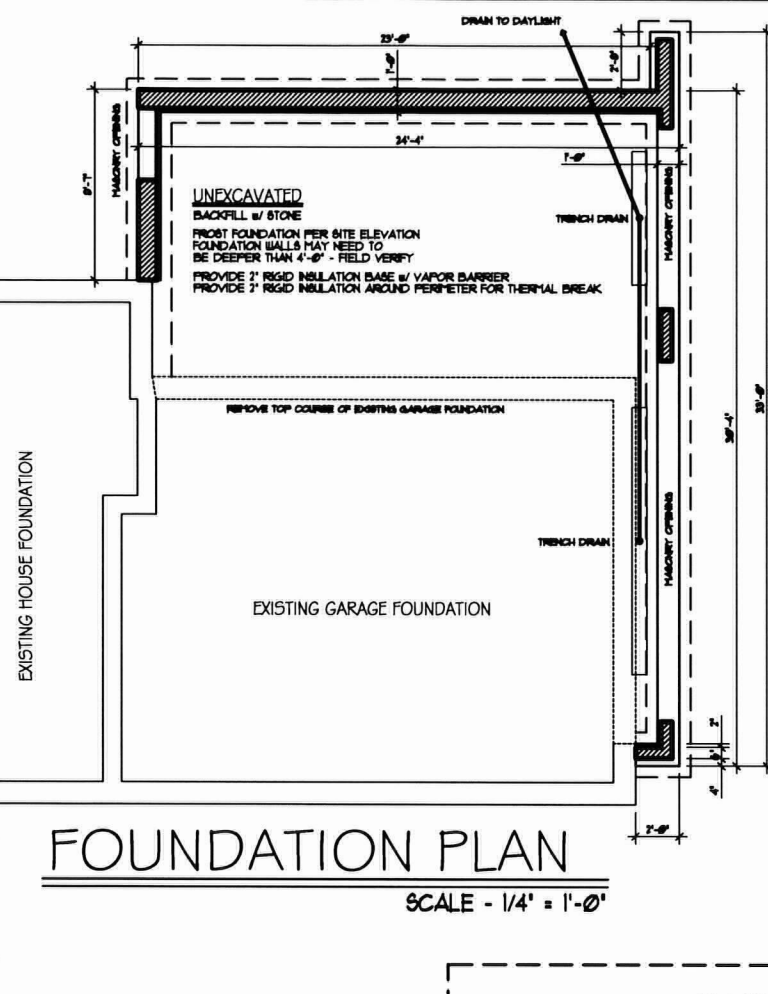 DRAIN TO DAYLIGHT
23'-0"
1'-0"
2'-0"
MASONRY OPENING
24'-4"
1'-0"
8'-7"
UNEXCAVATED
BACKFILL w/ STONE
TRENCH DRAIN
MASONRY OPENING
FROST FOUNDATION PER SITE ELEVATION
FOUNDATION WALLS MAY NEED TO
BE DEEPER THAN 4'-0" - FIELD VERIFY
PROVIDE 2" RIGID INSULATION BASE w/ VAPOR BARRIER
PROVIDE 2" RIGID INSULATION AROUND PERIMETER FOR THERMAL BREAK
REMOVE TOP COURSE OF EXISTING GARAGE FOUNDATION
30'-4"
33'-0"
EXISTING HOUSE FOUNDATION
TRENCH DRAIN
MASONRY OPENING
EXISTING GARAGE FOUNDATION
2"
4"
2'-0"
FOUNDATION PLAN
SCALE - 1/4" = 1'-0"